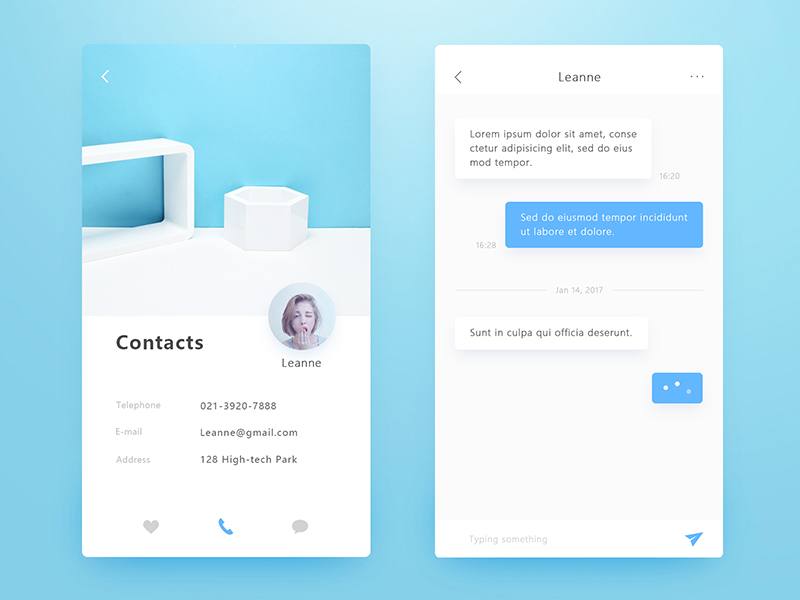 Contacts
Leanne
Telephone 021-3920-7888
E-mail Leanne@gmail.com
Address 128 High-tech Park
Leanne
Lorem ipsum dolor sit amet, conse
ctetur adipisicing elit, sed do eius
mod tempor.
16:20
Sed do eiusmod tempor incididunt
ut labore et dolore.
16:28
Jan 14, 2017
Sunt in culpa qui officia deserunt.
Typing something